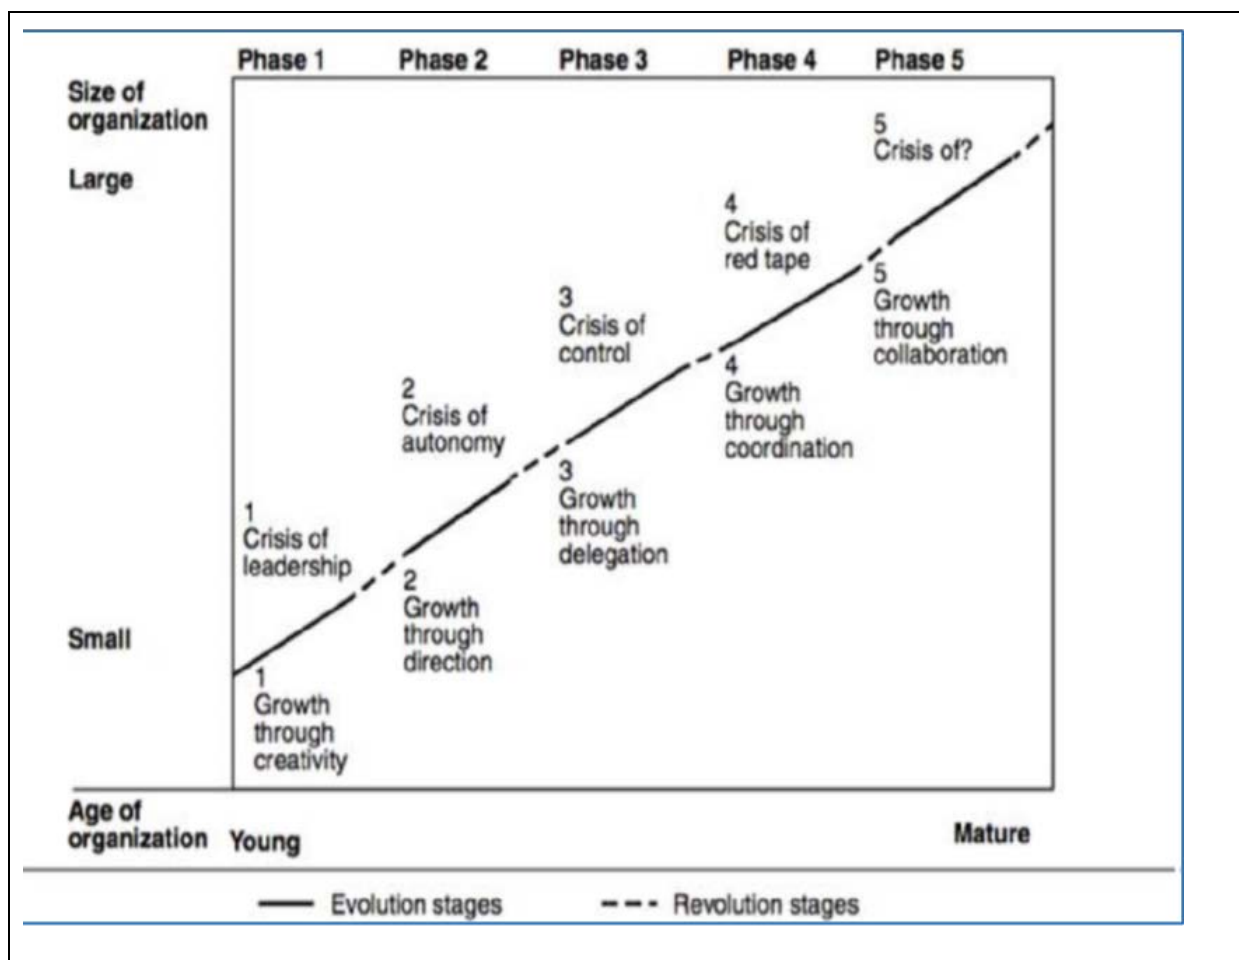 Phase 1 Phase 2 Phase 3 Phase 4 Phase 5
Size of
organization
Large
Small
5
Crisis of?
4
Crisis of
red tape
3
Crisis of
control
2
Crisis of
autonomy
1
Crisis of
leadership
1
Growth
through
creativity
2
Growth
through
direction
3
Growth
through
delegation
4
Growth
through
coordination
5
Growth
through
collaboration
Age of
organization
Young
Mature
Evolution stages
Revolution stages